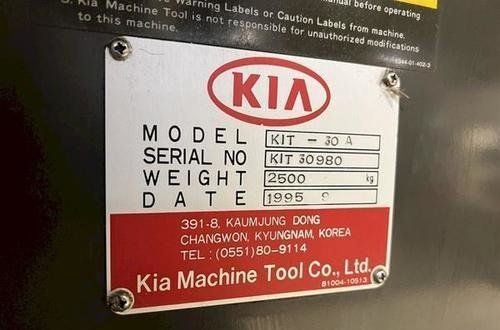 Warning Labels or Caution Labels from machine.
3. Kia Machine Tool is not responsible for unauthorized modifications
to this machine.
KIA
MODEL KIT - 30 A
SERIAL NO KIT 30980
WEIGHT 2500 kg
DATE 1995 9
391-8, KAUMJUNG DONG
CHANGWON, KYUNGNAM, KOREA
TEL : (0551)80-9114
Kia Machine Tool Co., Ltd.
81004-10513